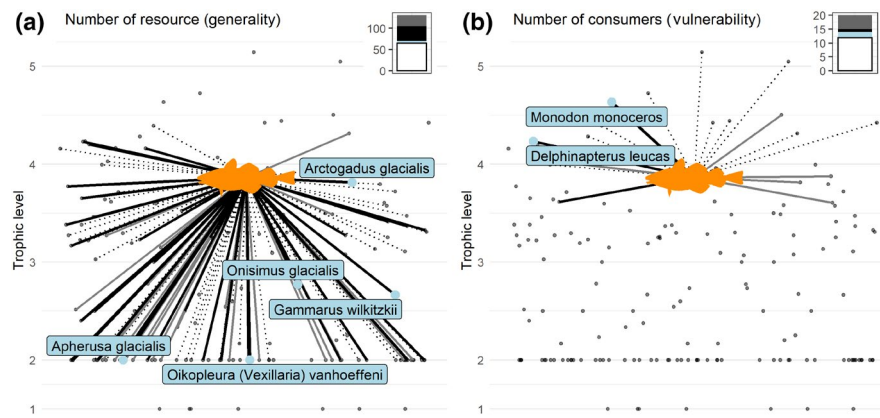 (a) Number of resource (generality)
100
50
0
5
4
3
2
1
Trophic level
Arctogadus glacialis
Onisimus glacialis
Gammarus wilkitzkii
Apherusa glacialis
Oikopleura (Vexillaria) vanhoeffeni
(b) Number of consumers (vulnerability)
20
15
10
5
0
5
4
3
2
1
Trophic level
Monodon monoceros
Delphinapterus leucas